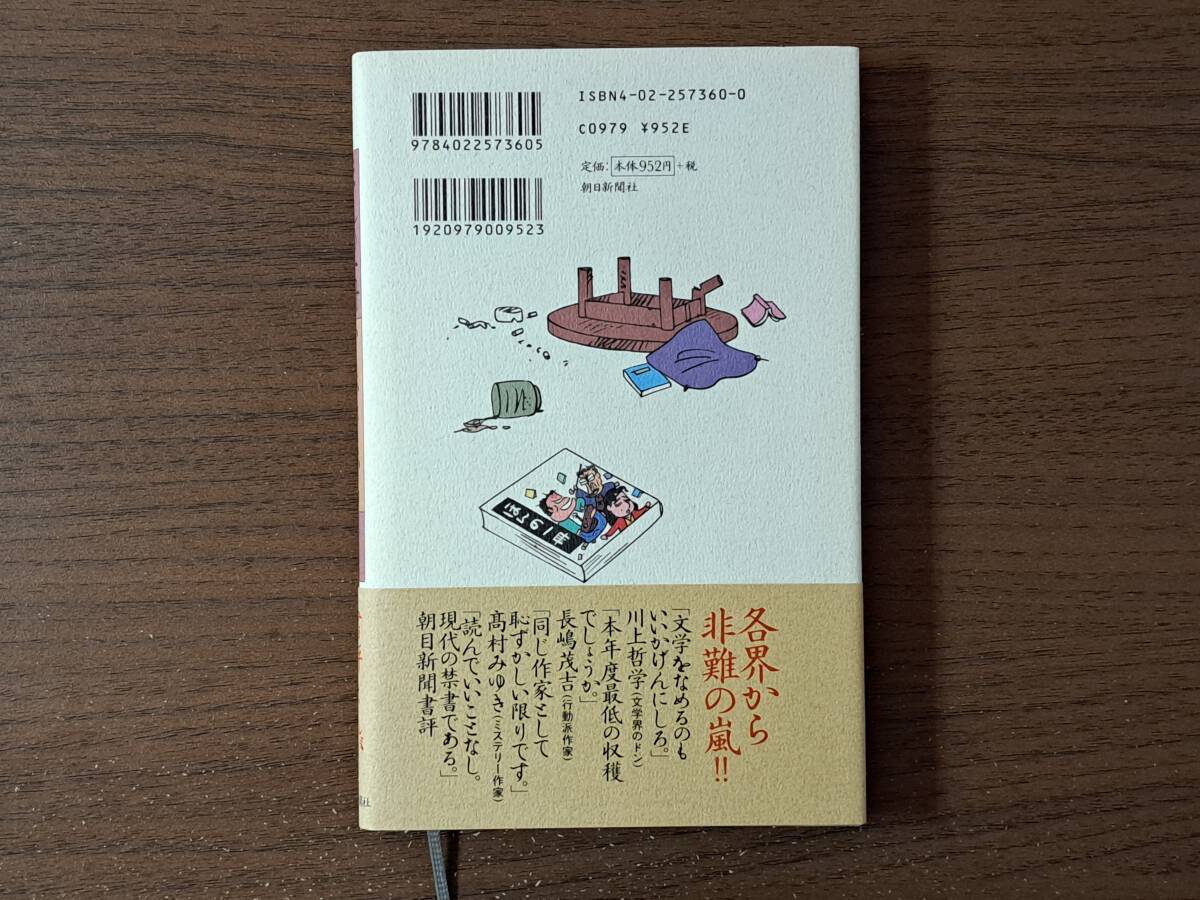 9784022573605
ISBN4-02-257360-0
C0979 ¥952E
定価：本体952円+税
朝日新聞社
1920979009523
各界から
非難の嵐!!
「文学をなめるのも
いいかげんにしろ。」
川上哲学（文学界のドン）
「本年度最低の収穫
でしょうか。」
長嶋茂吉（行動派作家）
「同じ作家として
恥ずかしい限りです。」
髙村みゆき（ミステリー作家）
「読んで、いいことなし。
現代の禁書である。」
朝日新聞書評